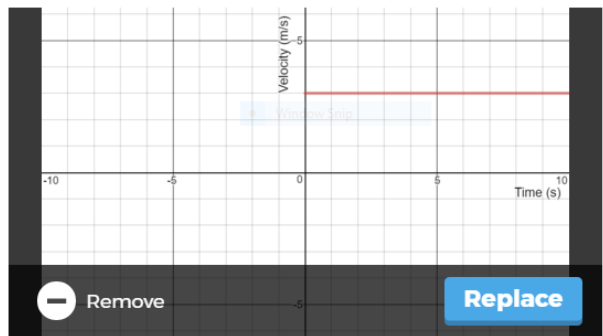 Velocity (m/s)
5
Window Snip
-10
-5
0
5
10
Time (s)
Remove
-5
Replace